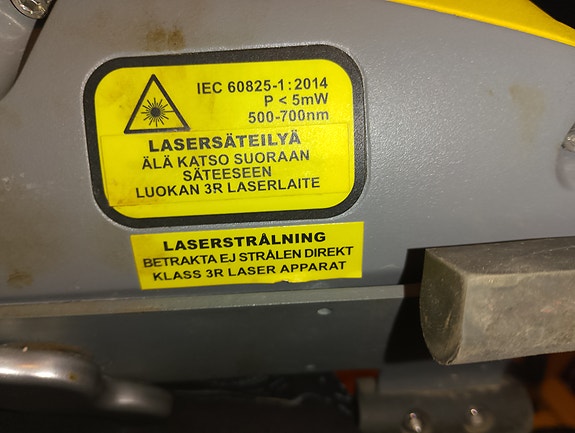 IEC 60825-1:2014
P < 5mW
500-700nm
LASERSÄTEILYÄ
ÄLÄ KATSO SUORAAN
SÄTEESEEN
LUOKAN 3R LASERLAITE
LASERSTRÅLNING
BETRAKTA EJ STRÅLEN DIREKT
KLASS 3R LASER APPARAT